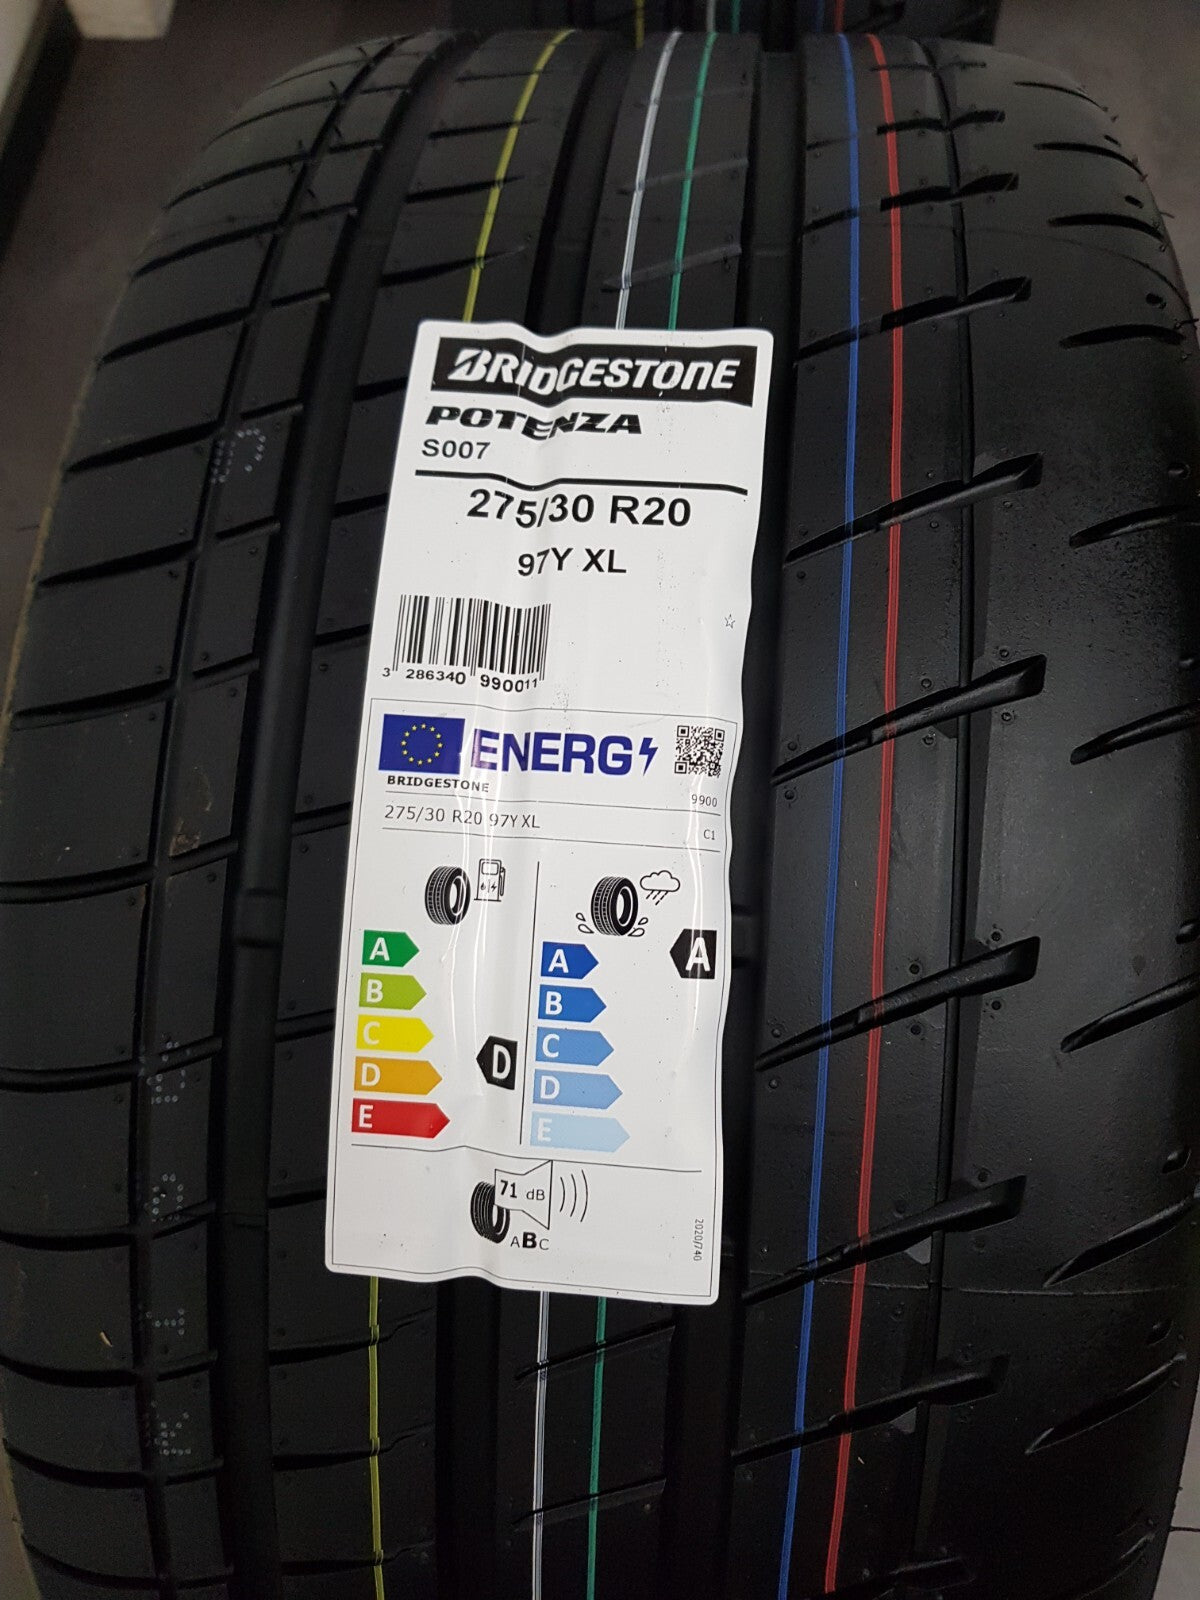 BRIDGESTONE
POTENZA
S007
275/30 R20
97Y XL
3 286340 990011
ENERG
BRIDGESTONE
9900
275/30 R20 97Y XL
C1
A
B
C
D
E
D
A
B
C
D
E
A
71 dB
ABC
2020/740